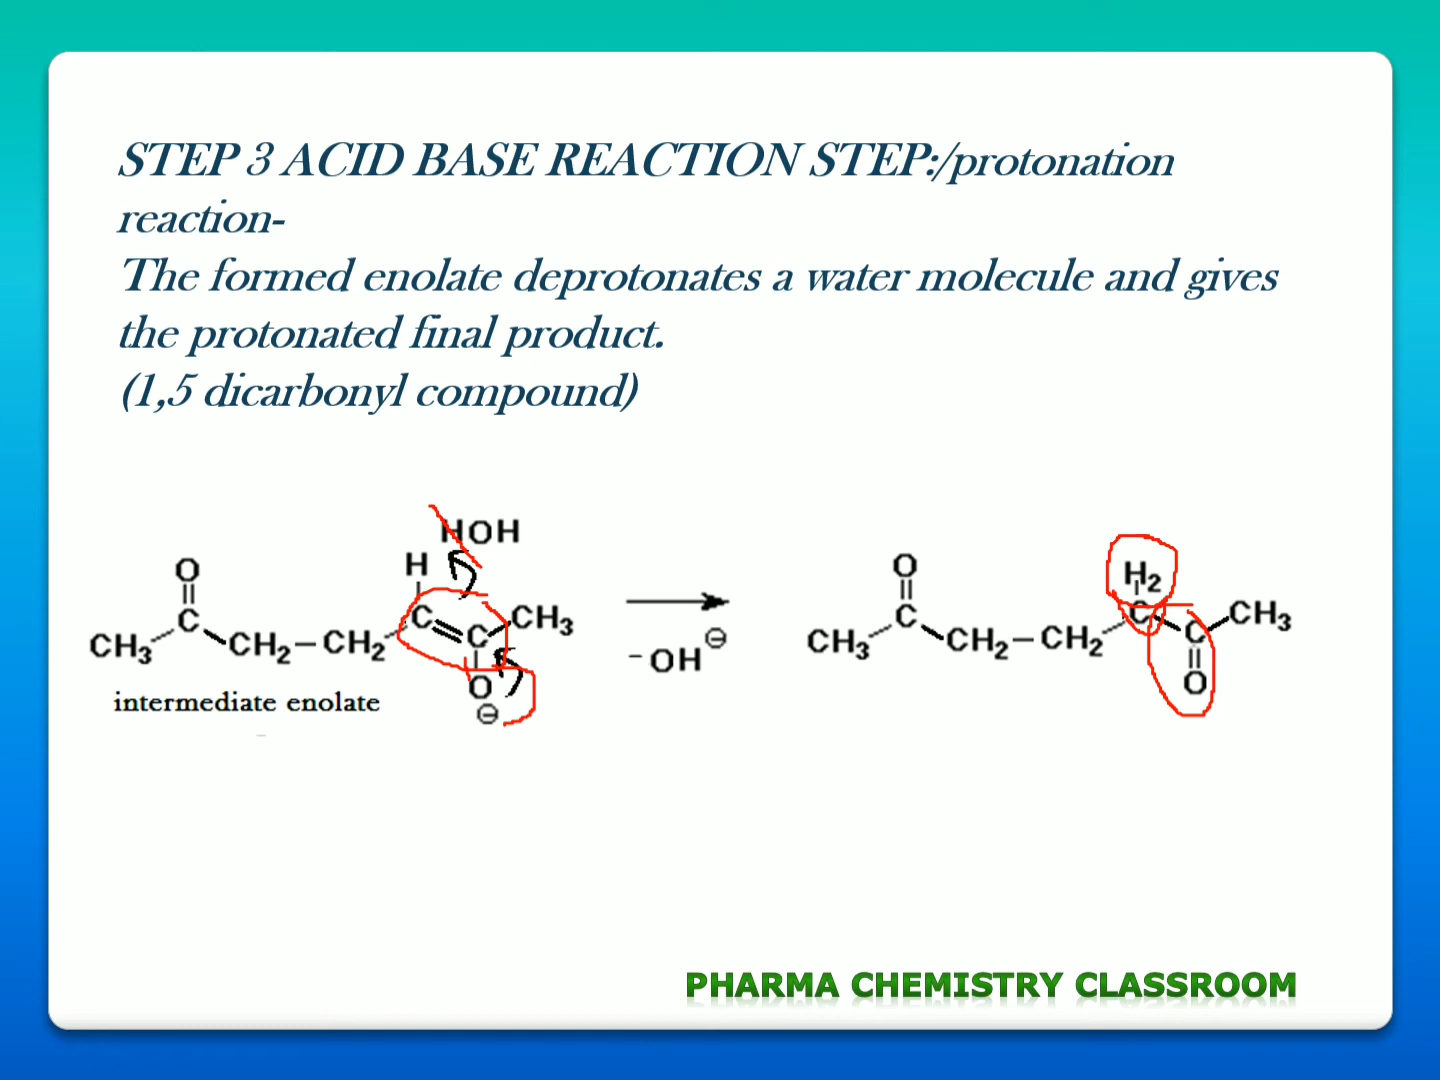 STEP 3 ACID BASE REACTION STEP:/protonation
reaction-
The formed enolate deprotonates a water molecule and gives
the protonated final product.
(1,5 dicarbonyl compound)
HOH
O H O H2
C C CH3 C C CH3
CH3 CH2-CH2 C -OH⊖ CH3 CH2-CH2 C
O O
intermediate enolate ⊖
PHARMA CHEMISTRY CLASSROOM